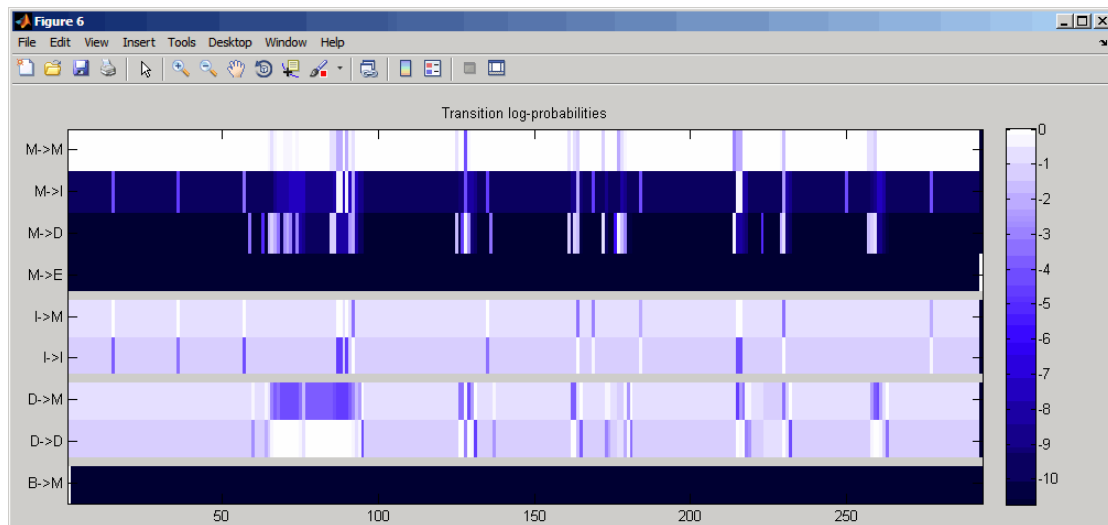 Figure 6
File Edit View Insert Tools Desktop Window Help
Transition log-probabilities
M->M
M->I
M->D
M->E
I->M
I->I
D->M
D->D
B->M
50 100 150 200 250
0
-1
-2
-3
-4
-5
-6
-7
-8
-9
-10